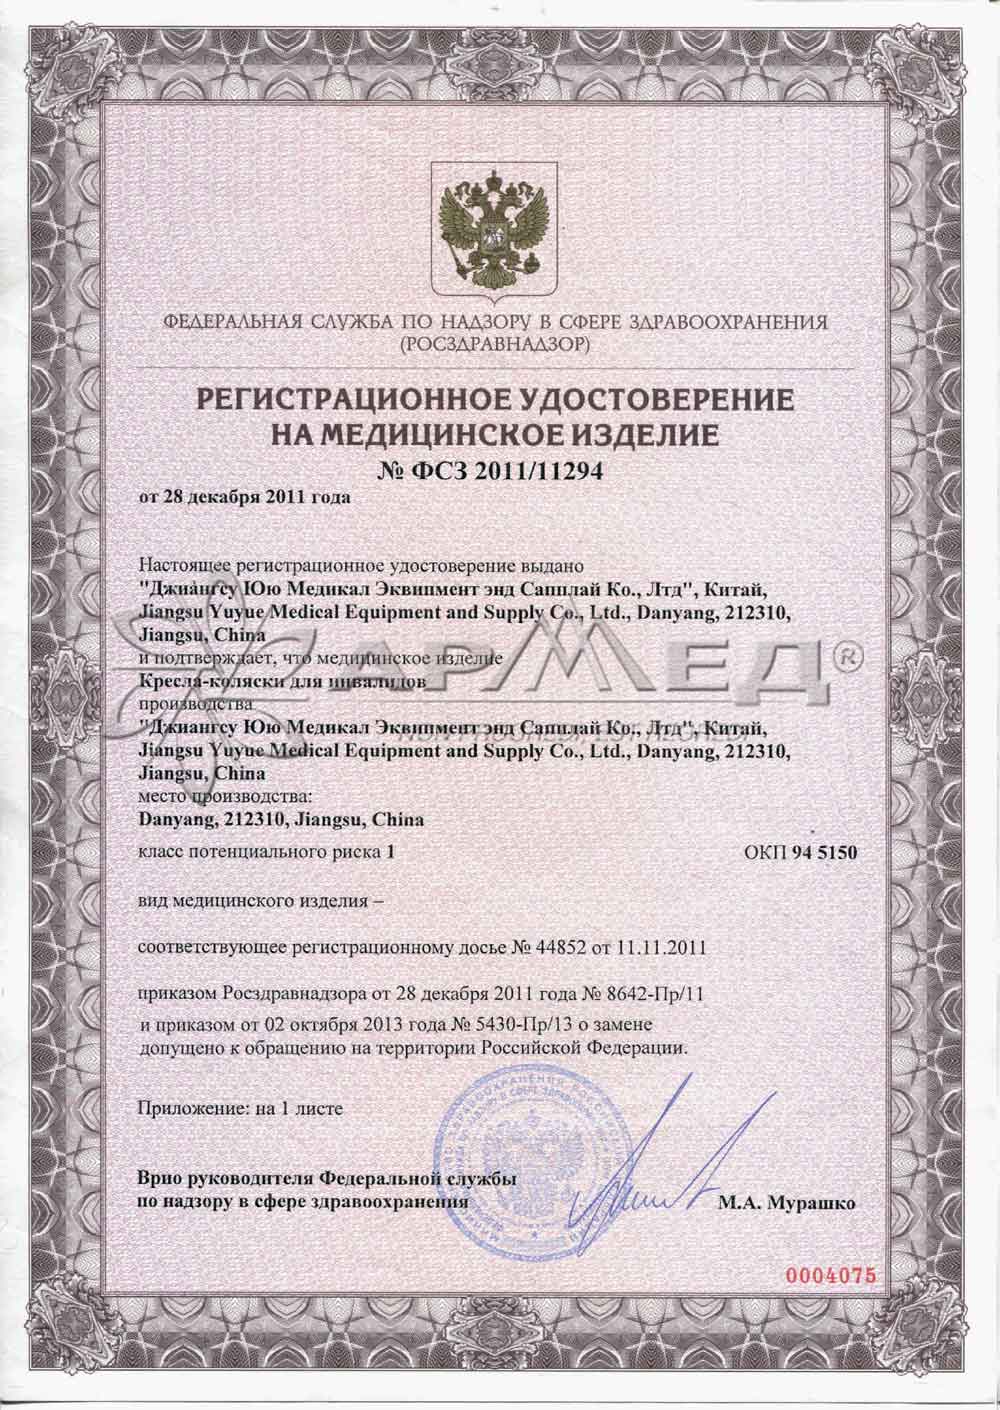 ФЕДЕРАЛЬНАЯ СЛУЖБА ПО НАДЗОРУ В СФЕРЕ ЗДРАВООХРАНЕНИЯ
(РОСЗДРАВНАДЗОР)
РЕГИСТРАЦИОННОЕ УДОСТОВЕРЕНИЕ
НА МЕДИЦИНСКОЕ ИЗДЕЛИЕ
№ ФСЗ 2011/11294
от 28 декабря 2011 года
Настоящее регистрационное удостоверение выдано
"Джиангсу Юю Медикал Эквипмент энд Сапплай Ко., Лтд", Китай,
Jiangsu Yuyue Medical Equipment and Supply Co., Ltd., Danyang, 212310,
Jiangsu, China
и подтверждает, что медицинское изделие
Кресла-коляски для инвалидов
АРМЕД®
производства
"Джиангсу Юю Медикал Эквипмент энд Сапплай Ко., Лтд", Китай,
Jiangsu Yuyue Medical Equipment and Supply Co., Ltd., Danyang, 212310,
Jiangsu, China
место производства:
Danyang, 212310, Jiangsu, China
класс потенциального риска 1 ОКП 94 5150
вид медицинского изделия –
соответствующее регистрационному досье № 44852 от 11.11.2011
приказом Росздравнадзора от 28 декабря 2011 года № 8642-Пр/11
и приказом от 02 октября 2013 года № 5430-Пр/13 о замене
допущено к обращению на территории Российской Федерации.
Приложение: на 1 листе
Врио руководителя Федеральной службы
по надзору в сфере здравоохранения М.А. Мурашко
0004075